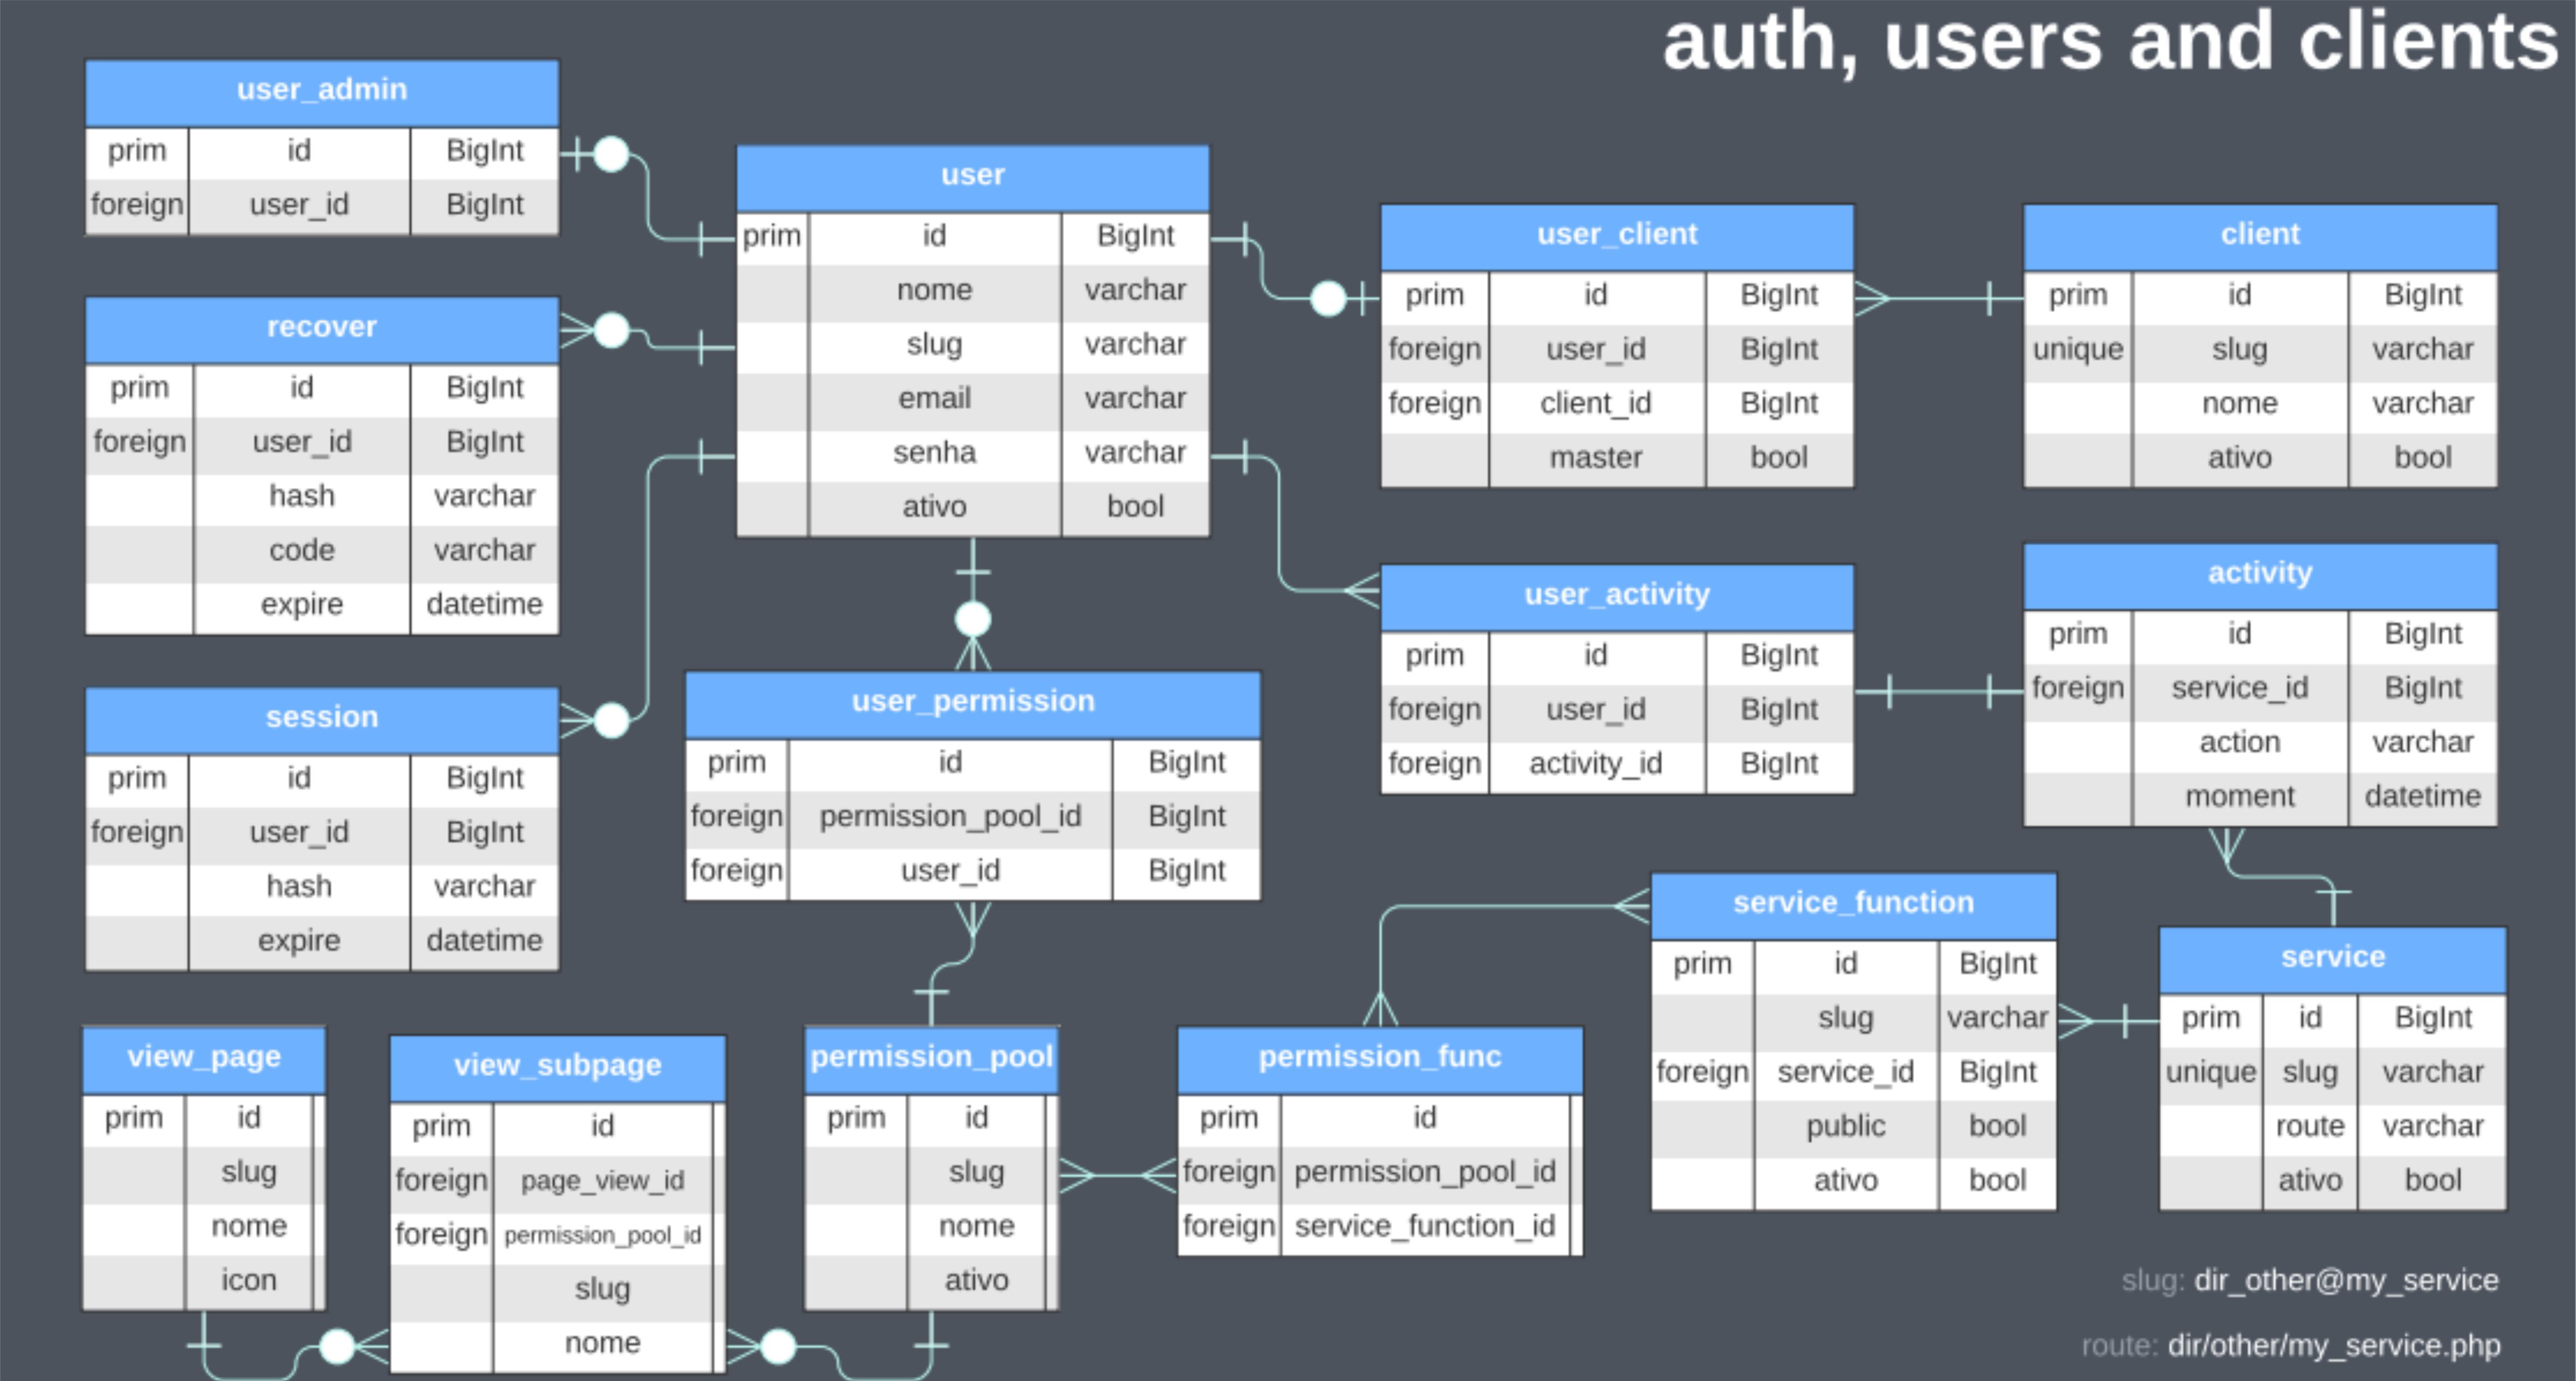 auth, users and clients
user_admin
prim id BigInt
foreign user_id BigInt
recover
prim id BigInt
foreign user_id BigInt
hash varchar
code varchar
expire datetime
session
prim id BigInt
foreign user_id BigInt
hash varchar
expire datetime
user
prim id BigInt
nome varchar
slug varchar
email varchar
senha varchar
ativo bool
user_permission
prim id BigInt
foreign permission_pool_id BigInt
foreign user_id BigInt
user_client
prim id BigInt
foreign user_id BigInt
foreign client_id BigInt
master bool
client
prim id BigInt
unique slug varchar
nome varchar
ativo bool
user_activity
prim id BigInt
foreign user_id BigInt
foreign activity_id BigInt
activity
prim id BigInt
foreign service_id BigInt
action varchar
moment datetime
view_page
prim id
slug
nome
icon
view_subpage
prim id
foreign page_view_id
foreign permission_pool_id
slug
nome
permission_pool
prim id
slug
nome
ativo
permission_func
prim id
foreign permission_pool_id
foreign service_function_id
service_function
prim id BigInt
slug varchar
foreign service_id BigInt
public bool
ativo bool
service
prim id BigInt
unique slug varchar
route varchar
ativo bool
slug: dir_other@my_service
route: dir/other/my_service.php